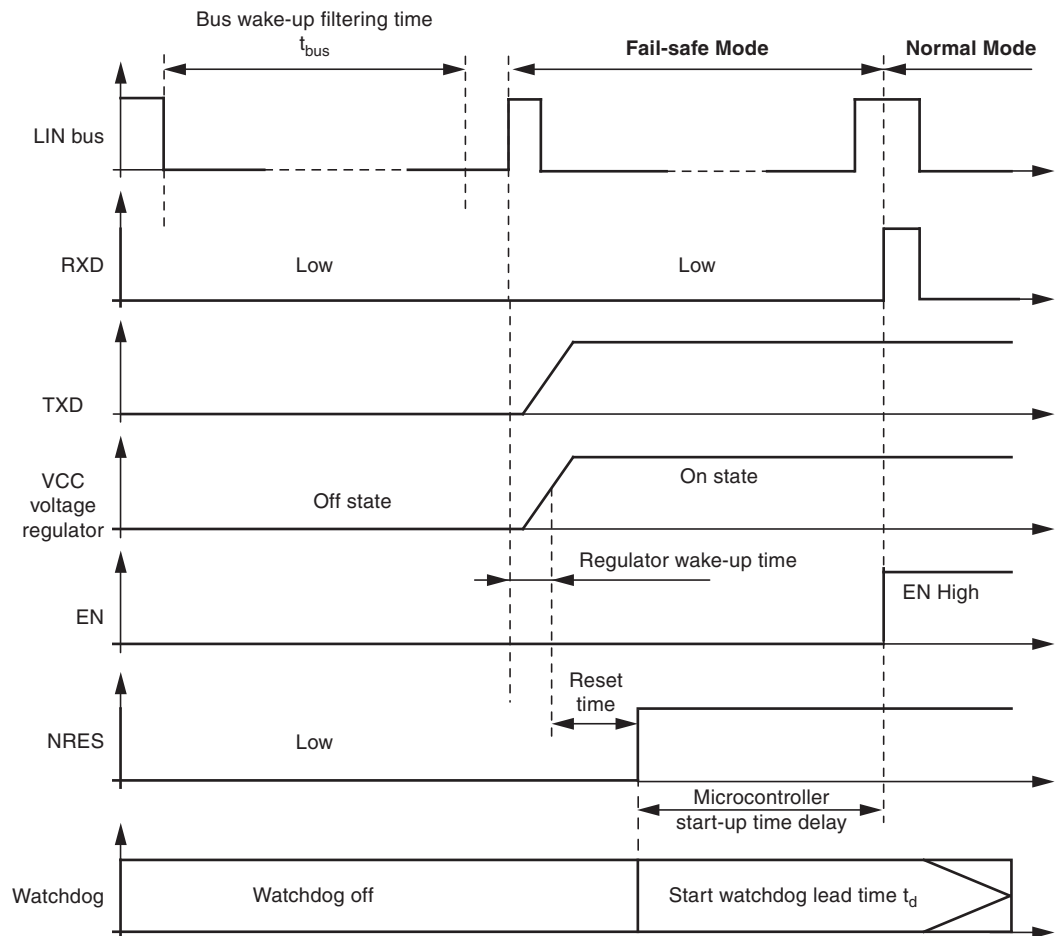 Bus wake-up filtering time
tbus
Fail-safe Mode
Normal Mode
LIN bus
RXD
Low
Low
TXD
VCC
voltage
regulator
Off state
On state
Regulator wake-up time
EN
EN High
Reset
time
NRES
Low
Microcontroller
start-up time delay
Watchdog
Watchdog off
Start watchdog lead time td